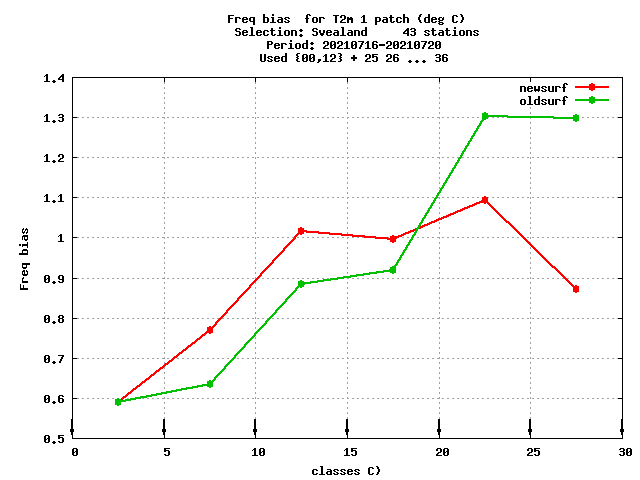 Freq bias  for T2m 1 patch (deg C)
Selection: Svealand     43 stations
Period: 20210716-20210720
Used {00,12} + 25 26 ... 36
newsurf
oldsurf
1.4
1.3
1.2
1.1
1
0.9
0.8
0.7
0.6
0.5
Freq bias
0 5 10 15 20 25 30
classes C)